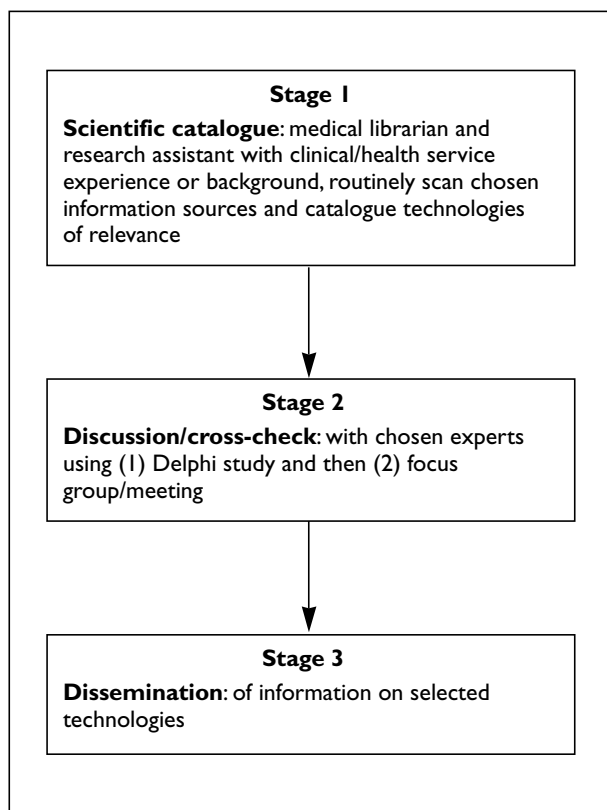 Stage 1
Scientific catalogue: medical librarian and
research assistant with clinical/health service
experience or background, routinely scan chosen
information sources and catalogue technologies
of relevance
Stage 2
Discussion/cross-check: with chosen experts
using (1) Delphi study and then (2) focus
group/meeting
Stage 3
Dissemination: of information on selected
technologies